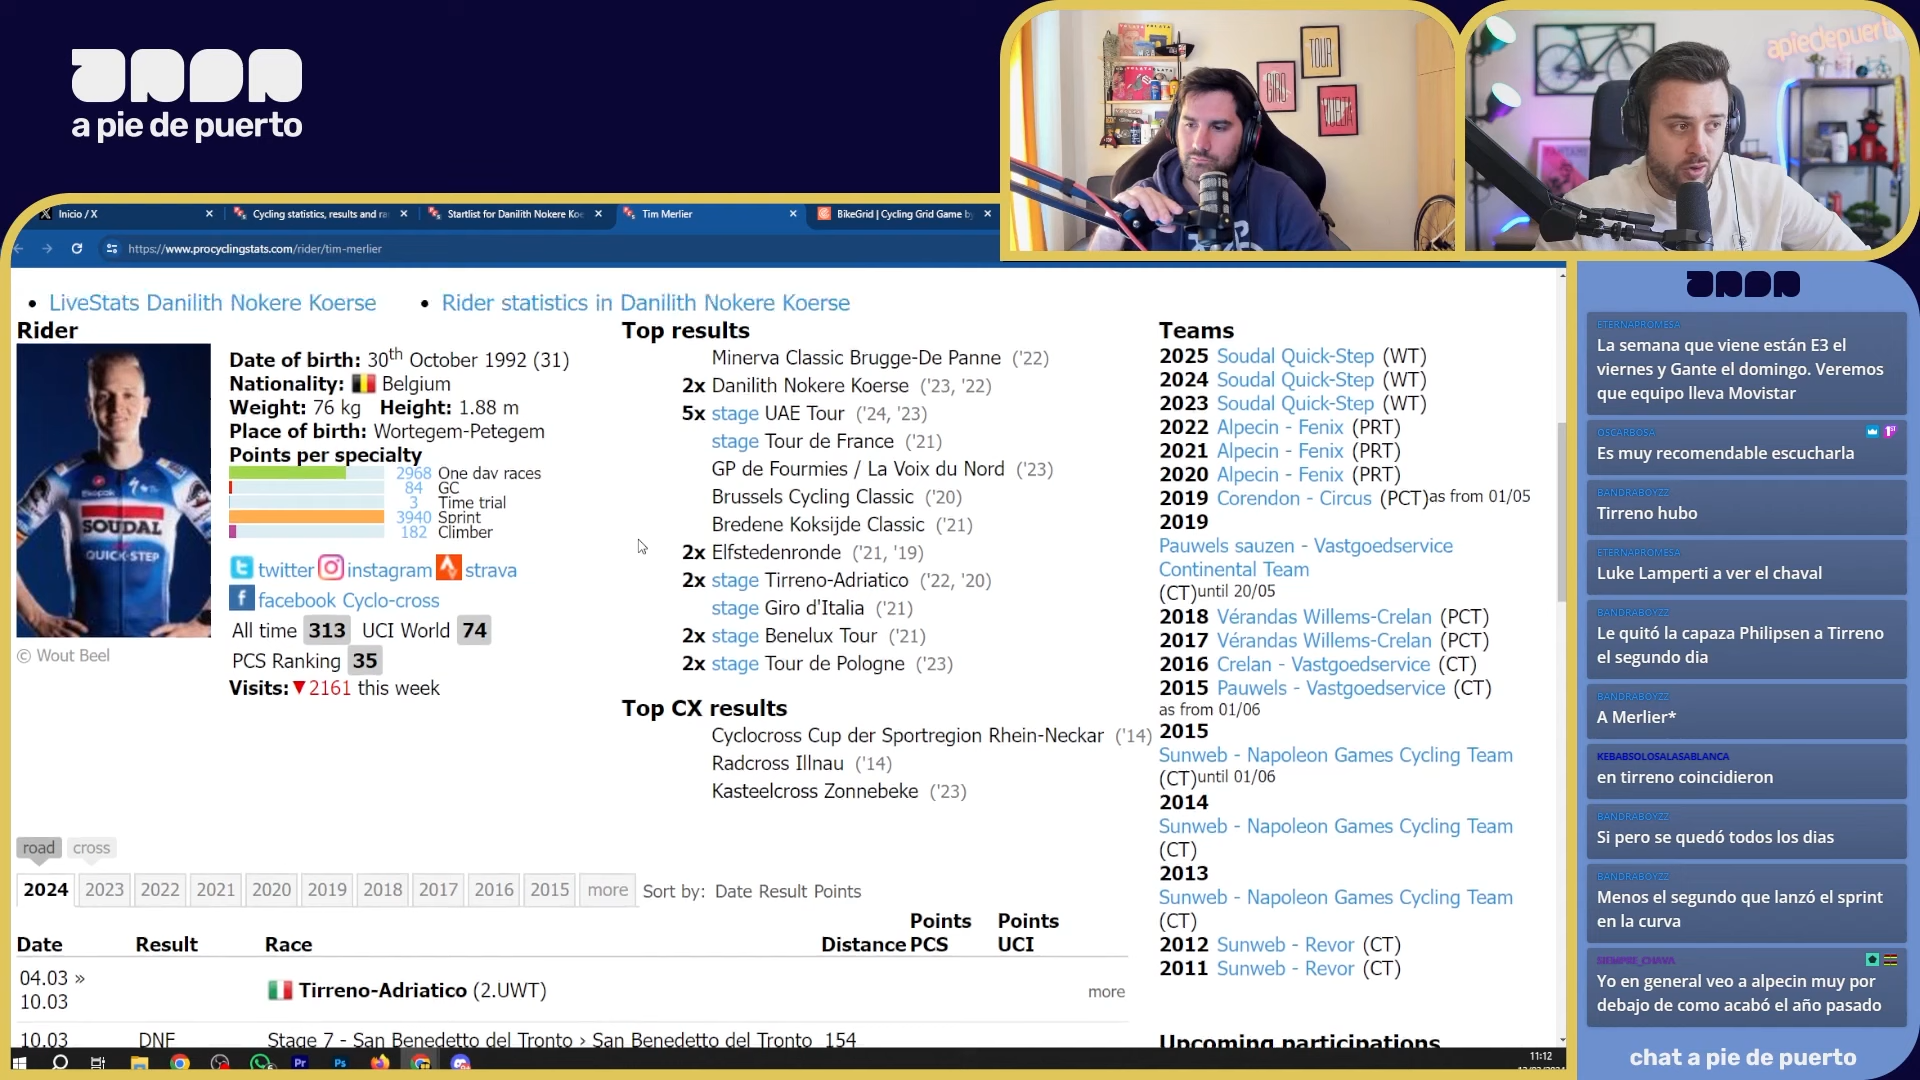 a pie de puerto
TOUR
GIRO
VUELTA
apiedepuerto
Inicio / X
Cycling statistics, results and ra
Startlist for Danilith Nokere Koe
Tim Merlier
BikeGrid | Cycling Grid Game by
https://www.procyclingstats.com/rider/tim-merlier
LiveStats Danilith Nokere Koerse
Rider statistics in Danilith Nokere Koerse
Rider
SOUDAL
QUICK-STEP
© Wout Beel
Date of birth: 30th October 1992 (31)
Nationality: Belgium
Weight: 76 kg Height: 1.88 m
Place of birth: Wortegem-Petegem
Points per specialty
2968 One day races
84 GC
3 Time trial
3940 Sprint
182 Climber
twitter instagram strava
facebook Cyclo-cross
All time 313 UCI World 74
PCS Ranking 35
Visits: ▼2161 this week
Top results
Minerva Classic Brugge-De Panne ('22)
2x Danilith Nokere Koerse ('23, '22)
5x stage UAE Tour ('24, '23)
stage Tour de France ('21)
GP de Fourmies / La Voix du Nord ('23)
Brussels Cycling Classic ('20)
Bredene Koksijde Classic ('21)
2x Elfstedenronde ('21, '19)
2x stage Tirreno-Adriatico ('22, '20)
stage Giro d'Italia ('21)
2x stage Benelux Tour ('21)
2x stage Tour de Pologne ('23)
Top CX results
Cyclocross Cup der Sportregion Rhein-Neckar ('14)
Radcross Illnau ('14)
Kasteelcross Zonnebeke ('23)
Teams
2025 Soudal Quick-Step (WT)
2024 Soudal Quick-Step (WT)
2023 Soudal Quick-Step (WT)
2022 Alpecin - Fenix (PRT)
2021 Alpecin - Fenix (PRT)
2020 Alpecin - Fenix (PRT)
2019 Corendon - Circus (PCT)as from 01/05
2019
Pauwels sauzen - Vastgoedservice
Continental Team
(CT)until 20/05
2018 Vérandas Willems-Crelan (PCT)
2017 Vérandas Willems-Crelan (PCT)
2016 Crelan - Vastgoedservice (CT)
2015 Pauwels - Vastgoedservice (CT)
as from 01/06
2015
Sunweb - Napoleon Games Cycling Team
(CT)until 01/06
2014
Sunweb - Napoleon Games Cycling Team
(CT)
2013
Sunweb - Napoleon Games Cycling Team
(CT)
2012 Sunweb - Revor (CT)
2011 Sunweb - Revor (CT)
Upcoming participations
road cross
2024 2023 2022 2021 2020 2019 2018 2017 2016 2015 more Sort by: Date Result Points
Date Result Race Distance Points PCS Points UCI
04.03 »
10.03
Tirreno-Adriatico (2.UWT) more
10.03 DNF Stage 7 - San Benedetto del Tronto › San Benedetto del Tronto 154
Pr
Ps
11:12
ETERNAPROMESA
La semana que viene están E3 el
viernes y Gante el domingo. Veremos
que equipo lleva Movistar
OSCARBOSA
Es muy recomendable escucharla
BANDRABOYZZ
Tirreno hubo
ETERNAPROMESA
Luke Lamperti a ver el chaval
BANDRABOYZZ
Le quitó la capaza Philipsen a Tirreno
el segundo dia
BANDRABOYZZ
A Merlier*
KEBABSOLOSALASABLANCA
en tirreno coincidieron
BANDRABOYZZ
Si pero se quedó todos los dias
BANDRABOYZZ
Menos el segundo que lanzó el sprint
en la curva
SIEMPRE_CHAVA
Yo en general veo a alpecin muy por
debajo de como acabó el año pasado
chat a pie de puerto